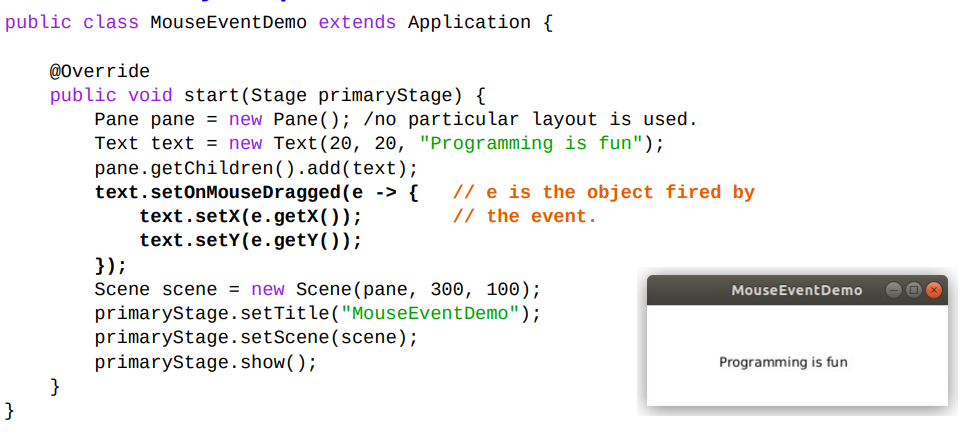 public class MouseEventDemo extends Application {
@Override
public void start(Stage primaryStage) {
Pane pane = new Pane(); /no particular layout is used.
Text text = new Text(20, 20, "Programming is fun");
pane.getChildren().add(text);
text.setOnMouseDragged(e -> { // e is the object fired by
text.setX(e.getX()); // the event.
text.setY(e.getY());
});
Scene scene = new Scene(pane, 300, 100);
primaryStage.setTitle("MouseEventDemo");
primaryStage.setScene(scene);
primaryStage.show();
}
}
MouseEventDemo
Programming is fun